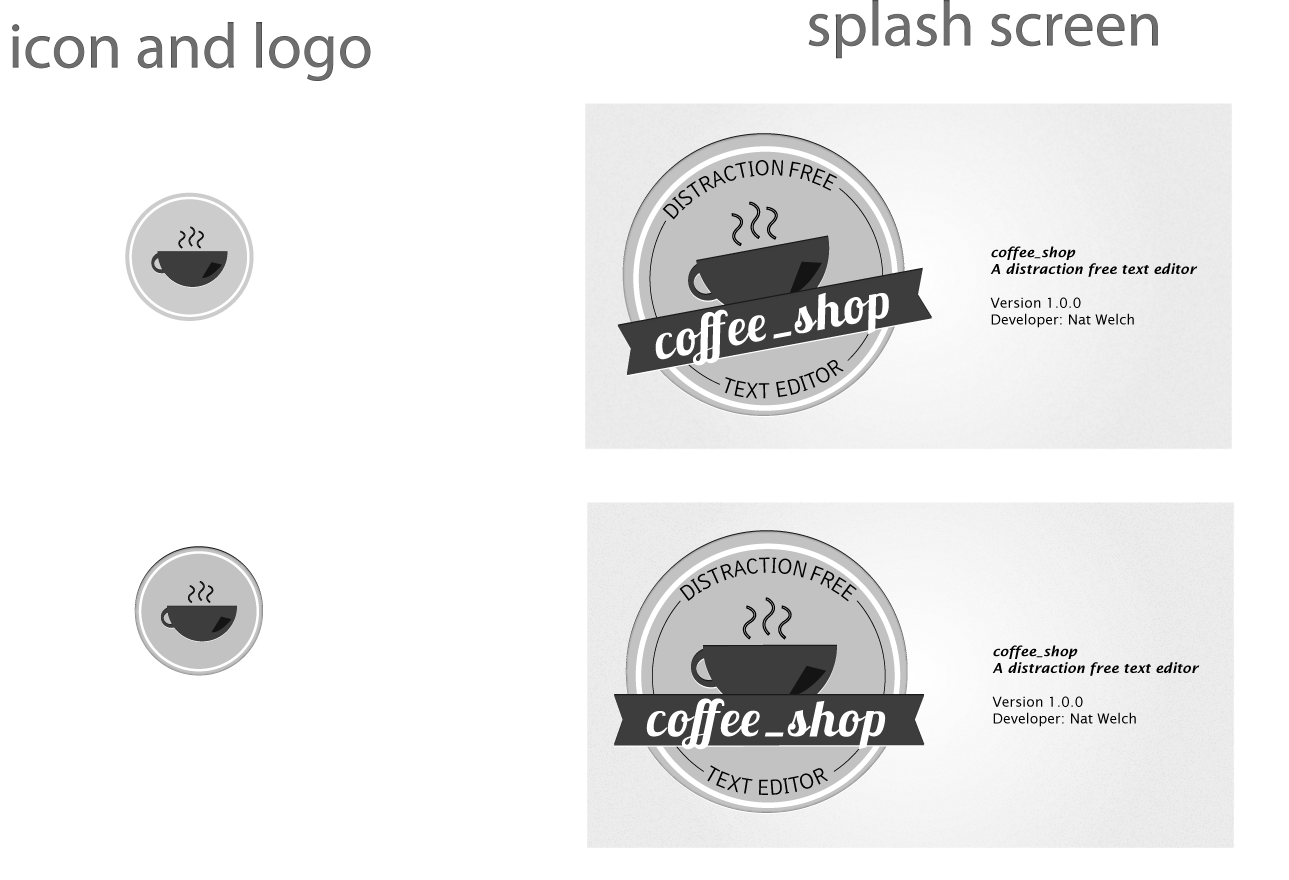 icon and logo
splash screen
DISTRACTION FREE
coffee_shop
TEXT EDITOR
coffee_shop
A distraction free text editor
Version 1.0.0
Developer: Nat Welch
DISTRACTION FREE
coffee_shop
TEXT EDITOR
coffee_shop
A distraction free text editor
Version 1.0.0
Developer: Nat Welch